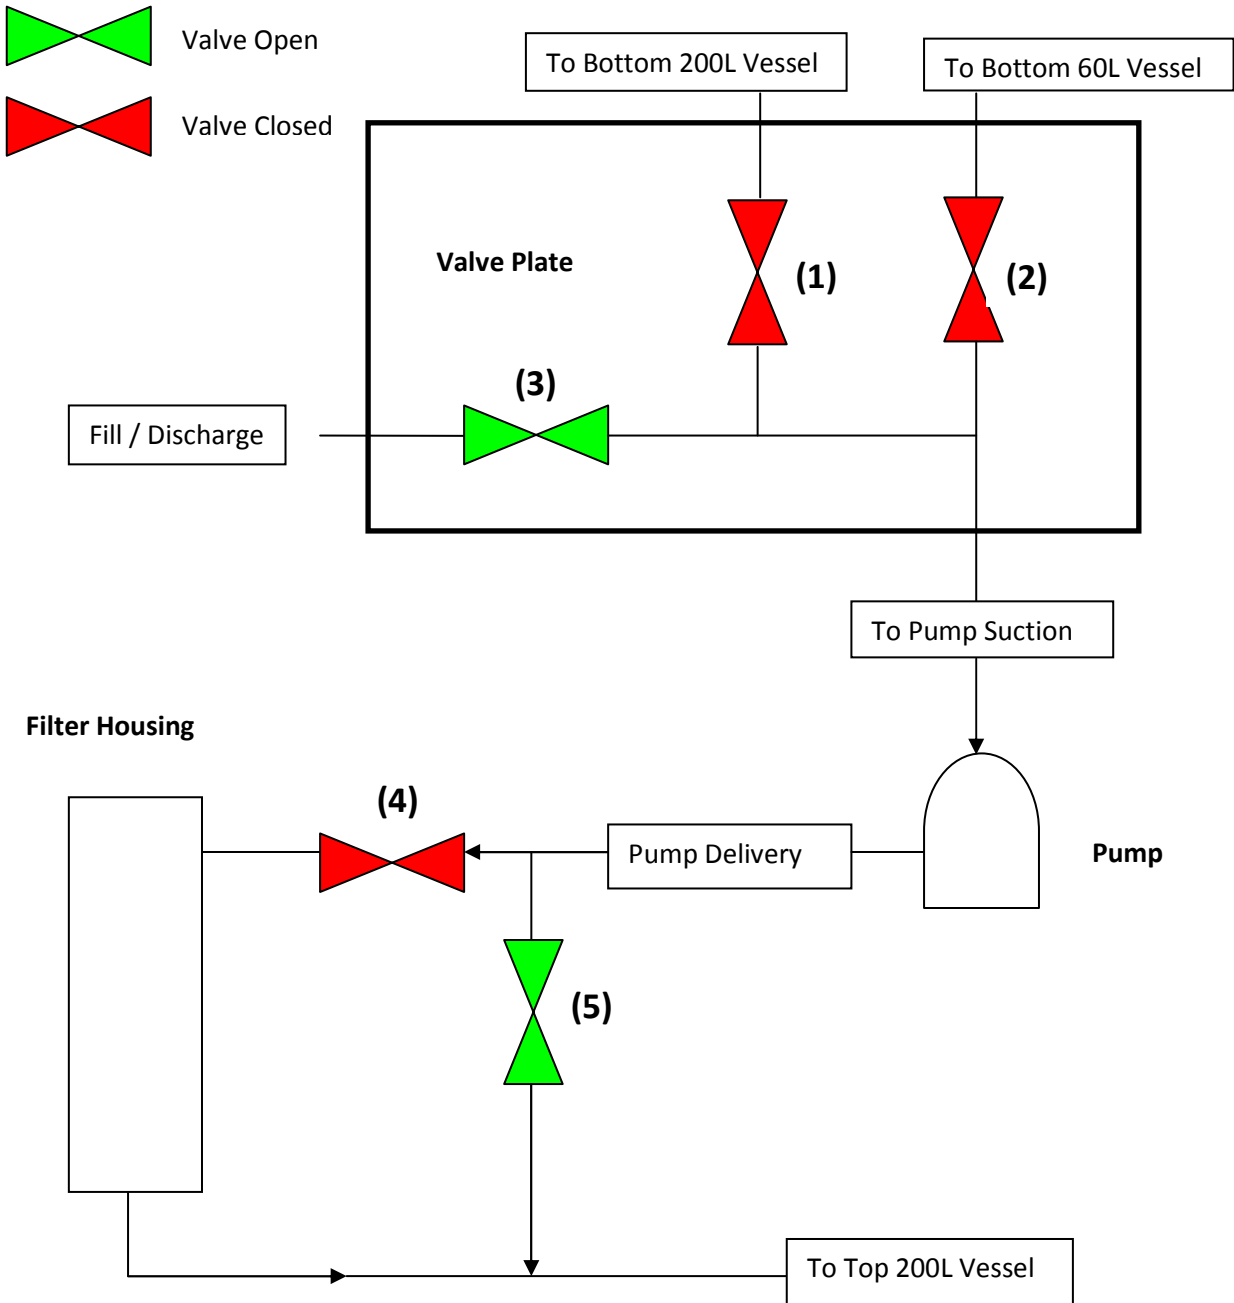 Valve Open
Valve Closed
To Bottom 200L Vessel
To Bottom 60L Vessel
Valve Plate
(1)
(2)
(3)
Fill / Discharge
To Pump Suction
Filter Housing
(4)
Pump Delivery
Pump
(5)
To Top 200L Vessel